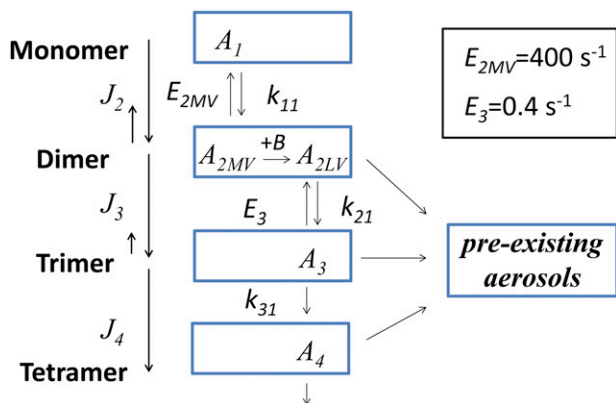 Monomer
A₁
E₂MV=400 s⁻¹
E₃=0.4 s⁻¹
J₂
E₂MV
k₁₁
Dimer
A₂MV +B A₂LV
J₃
E₃
k₂₁
Trimer
A₃
pre-existing
aerosols
k₃₁
J₄
A₄
Tetramer